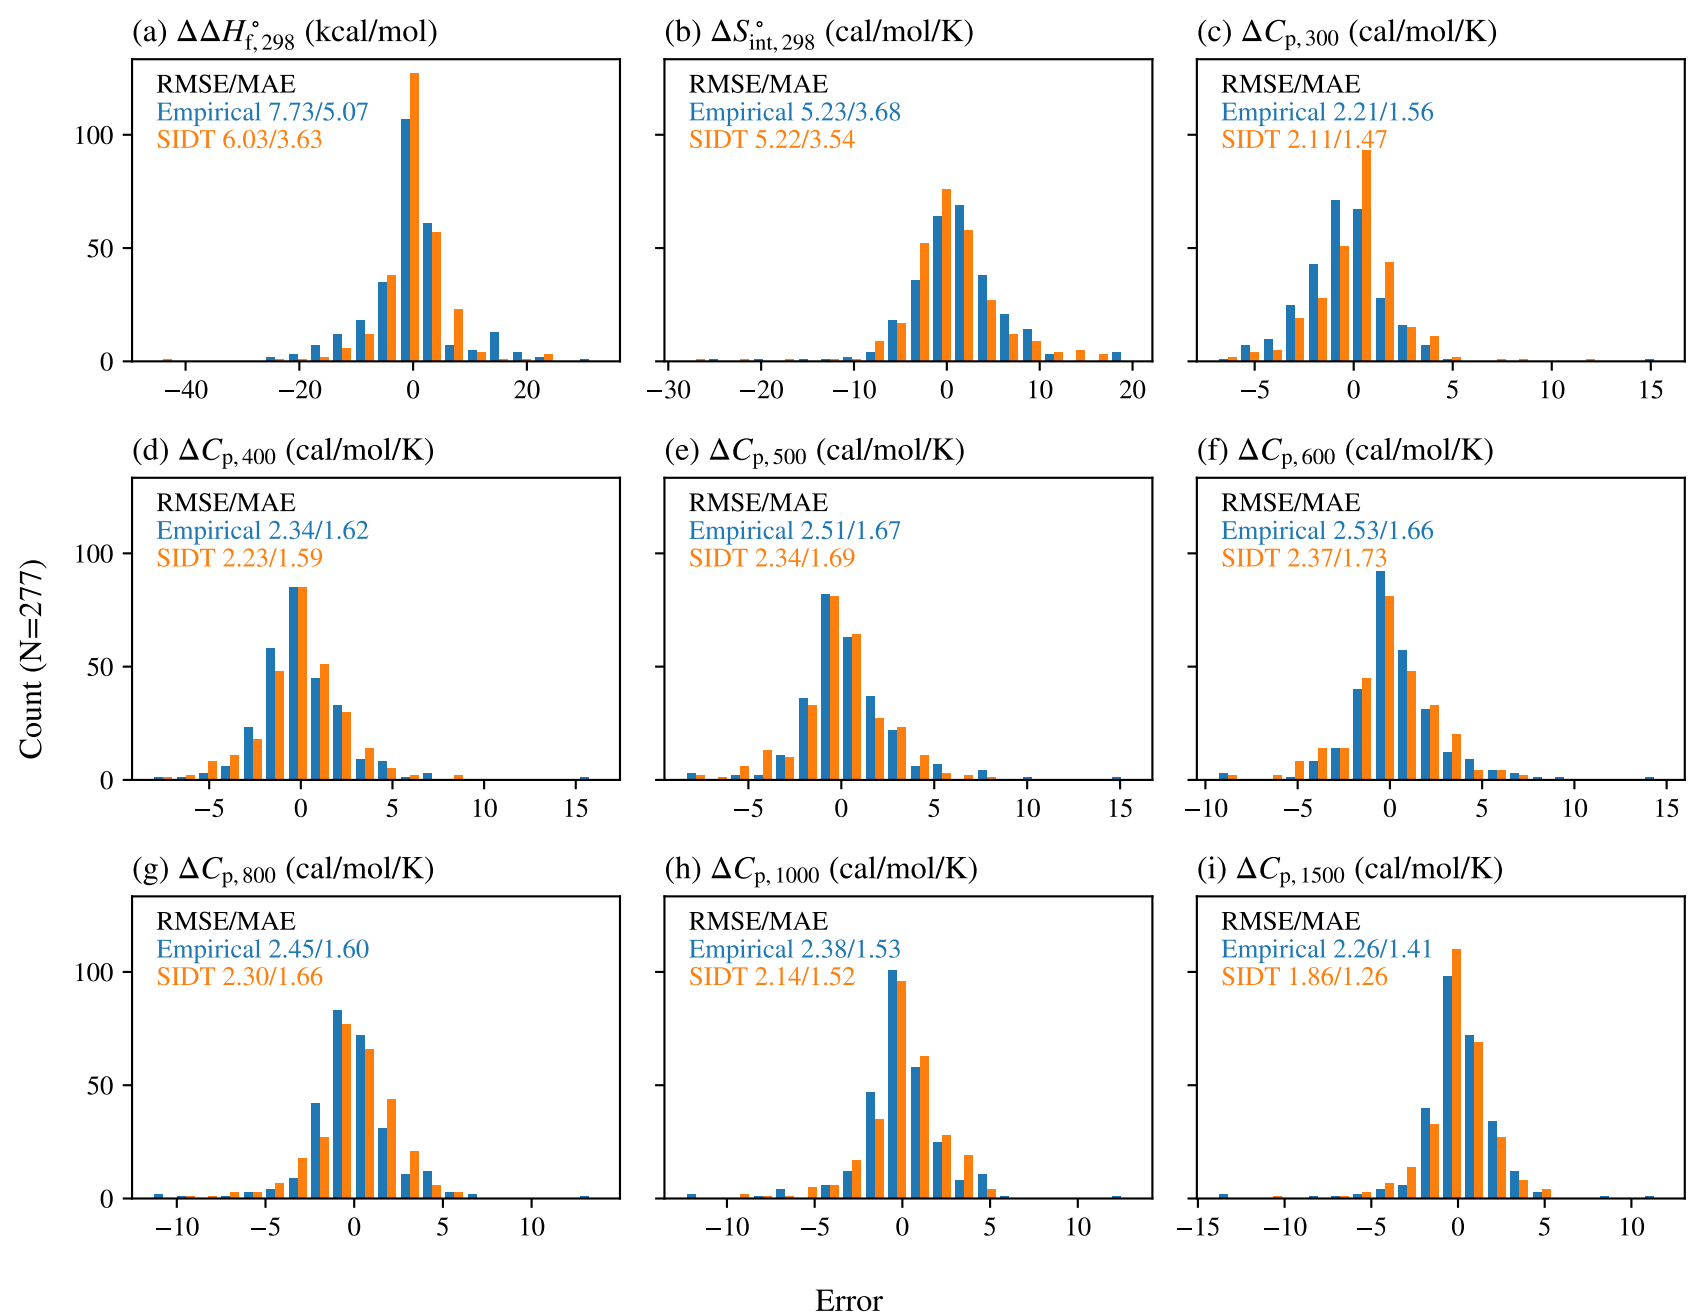 (a) ΔΔH°f, 298 (kcal/mol)
RMSE/MAE
Empirical 7.73/5.07
SIDT 6.03/3.63
100
50
0
−40 −20 0 20
(b) ΔS°int, 298 (cal/mol/K)
RMSE/MAE
Empirical 5.23/3.68
SIDT 5.22/3.54
−30 −20 −10 0 10 20
(c) ΔCp, 300 (cal/mol/K)
RMSE/MAE
Empirical 2.21/1.56
SIDT 2.11/1.47
−5 0 5 10 15
Count (N=277)
(d) ΔCp, 400 (cal/mol/K)
RMSE/MAE
Empirical 2.34/1.62
SIDT 2.23/1.59
100
50
0
−5 0 5 10 15
(e) ΔCp, 500 (cal/mol/K)
RMSE/MAE
Empirical 2.51/1.67
SIDT 2.34/1.69
−5 0 5 10 15
(f) ΔCp, 600 (cal/mol/K)
RMSE/MAE
Empirical 2.53/1.66
SIDT 2.37/1.73
−10 −5 0 5 10 15
(g) ΔCp, 800 (cal/mol/K)
RMSE/MAE
Empirical 2.45/1.60
SIDT 2.30/1.66
100
50
0
−10 −5 0 5 10
(h) ΔCp, 1000 (cal/mol/K)
RMSE/MAE
Empirical 2.38/1.53
SIDT 2.14/1.52
−10 −5 0 5 10
(i) ΔCp, 1500 (cal/mol/K)
RMSE/MAE
Empirical 2.26/1.41
SIDT 1.86/1.26
−15 −10 −5 0 5 10
Error